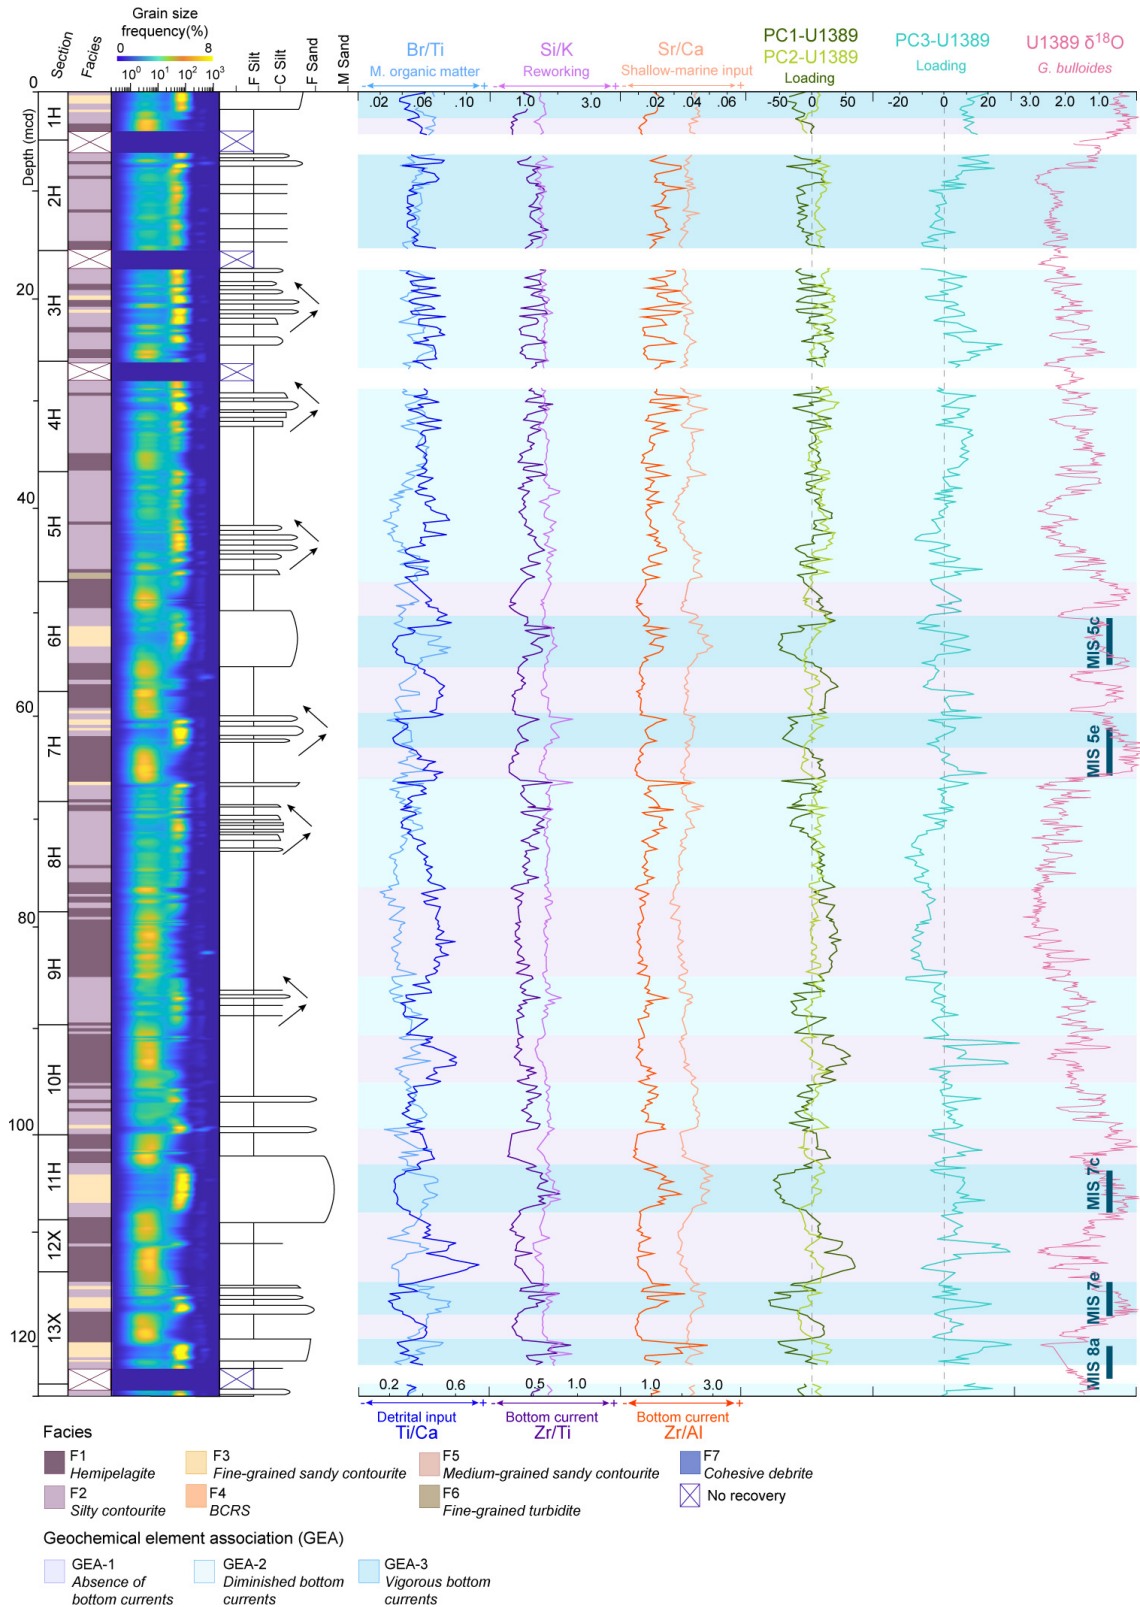 Grain size
frequency(%)
0 8
10⁰ 10¹ 10² 10³
Section
Facies
Depth (mcd)
F Silt
C Silt
F Sand
M Sand
Br/Ti
M. organic matter
- +
.02 .06 .10
Si/K
Reworking
- +
1.0 3.0
Sr/Ca
Shallow-marine input
- +
.02 .04 .06
PC1-U1389
PC2-U1389
Loading
-50 0 50
PC3-U1389
Loading
-20 0 20
U1389 δ¹⁸O
G. bulloides
3.0 2.0 1.0
0
20
40
60
80
100
120
1H
2H
3H
4H
5H
6H
7H
8H
9H
10H
11H
12X
13X
MIS 5c
MIS 5e
MIS 7c
MIS 7e
MIS 8a
0.2 0.6
- +
Detrital input
Ti/Ca
0.5 1.0
- +
Bottom current
Zr/Ti
1.0 3.0
- +
Bottom current
Zr/Al
Facies
F1
Hemipelagite
F2
Silty contourite
F3
Fine-grained sandy contourite
F4
BCRS
F5
Medium-grained sandy contourite
F6
Fine-grained turbidite
F7
Cohesive debrite
No recovery
Geochemical element association (GEA)
GEA-1
Absence of
bottom currents
GEA-2
Diminished bottom
currents
GEA-3
Vigorous bottom
currents